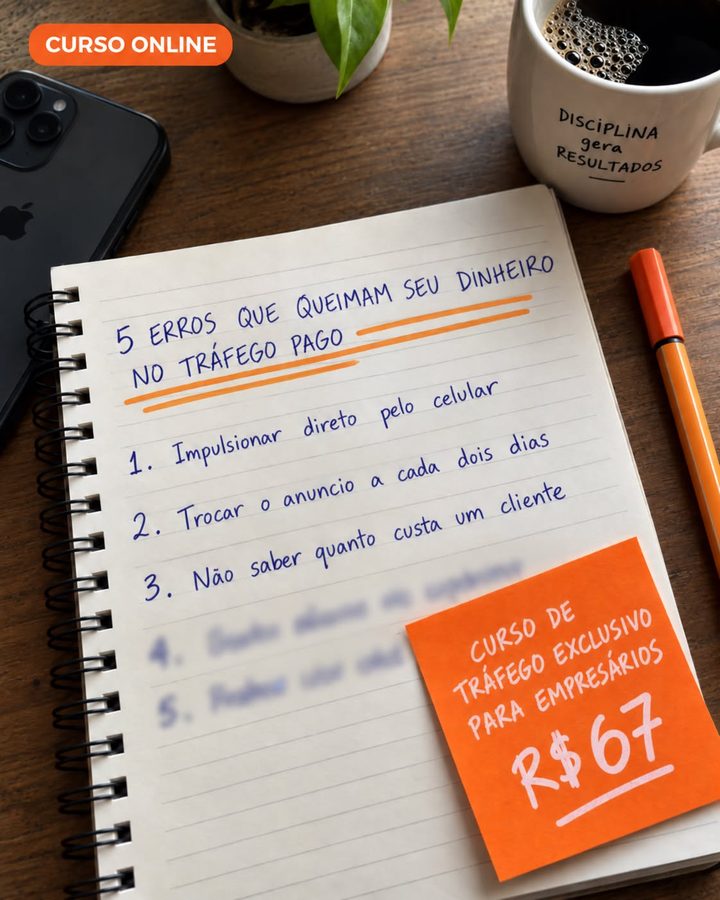 CURSO ONLINE
DISCIPLINA
gera
RESULTADOS
5 ERROS QUE QUEIMAM SEU DINHEIRO
NO TRÁFEGO PAGO
1. Impulsionar direto pelo celular
2. Trocar o anuncio a cada dois dias
3. Não saber quanto custa um cliente
4.
5.
CURSO DE
TRÁFEGO EXCLUSIVO
PARA EMPRESÁRIOS
R$ 67